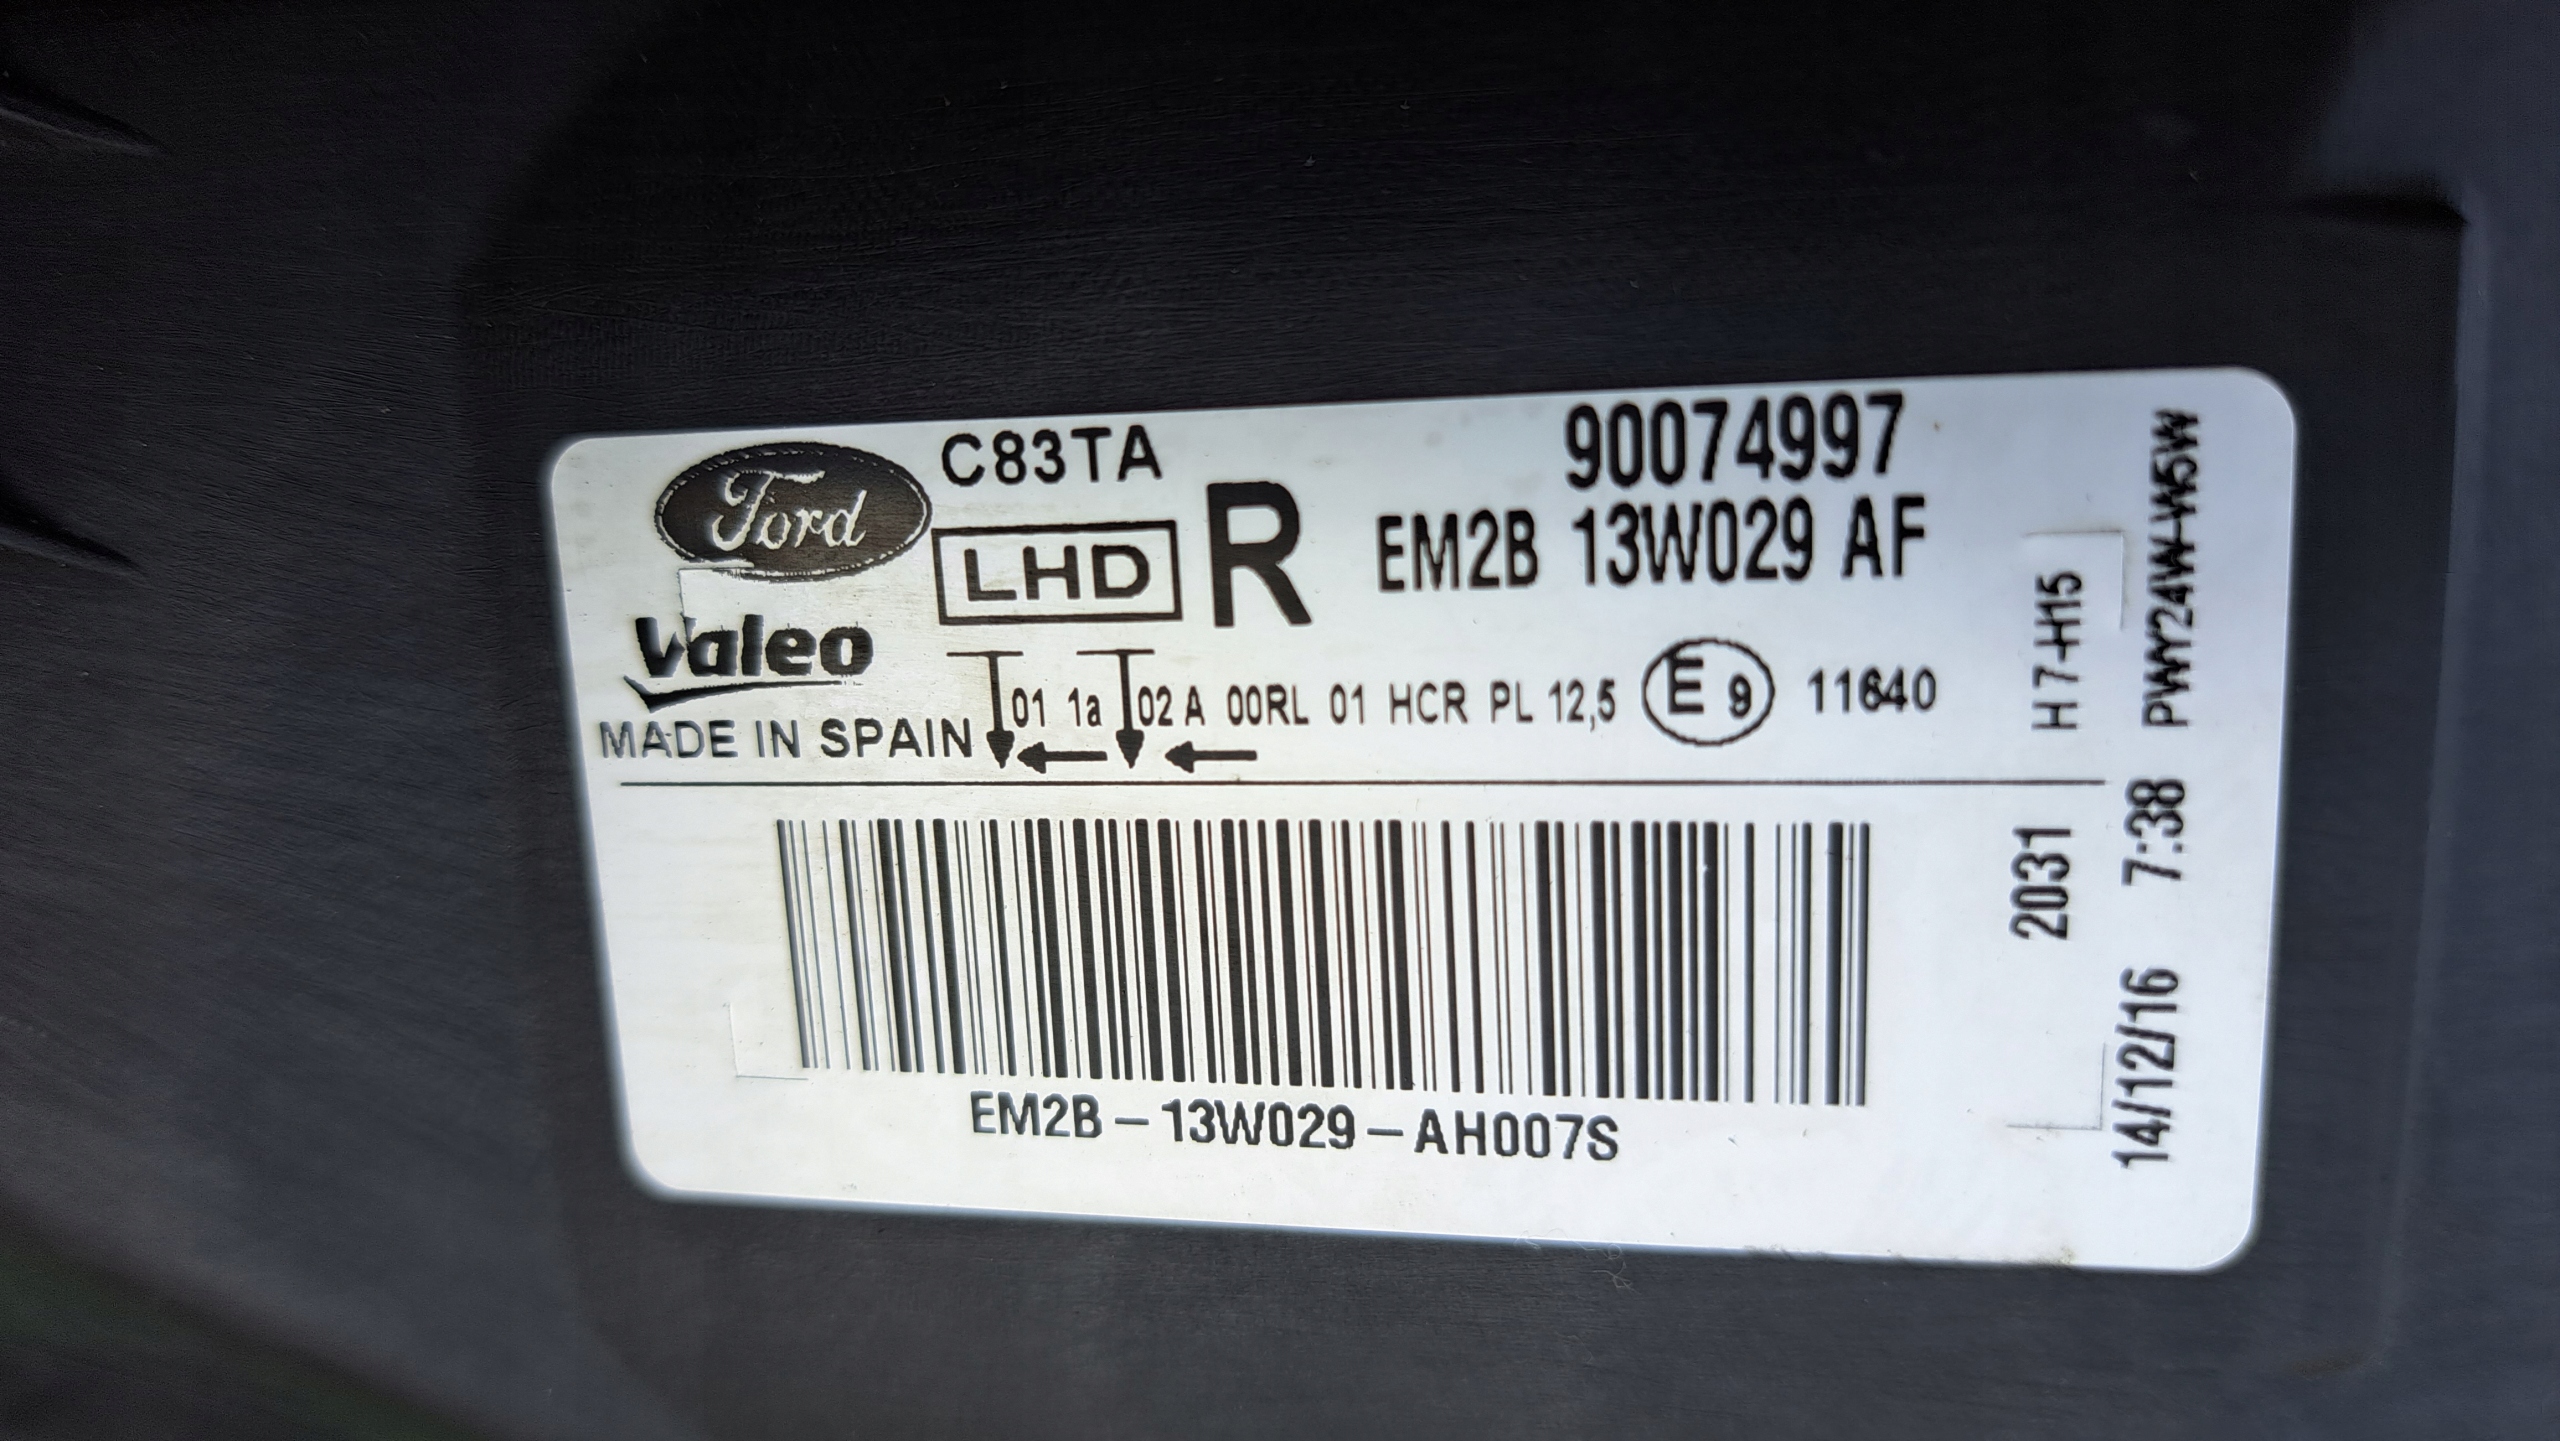 Ford
C83TA
90074997
LHD
R
EM2B 13W029 AF
Valeo
01 1a 02 A 00RL 01 HCR PL 12,5 E 9 11640
MADE IN SPAIN
EM2B-13W029-AH007S
2031 H7-H15
14/12/16 7:38 PWY24W-W5W